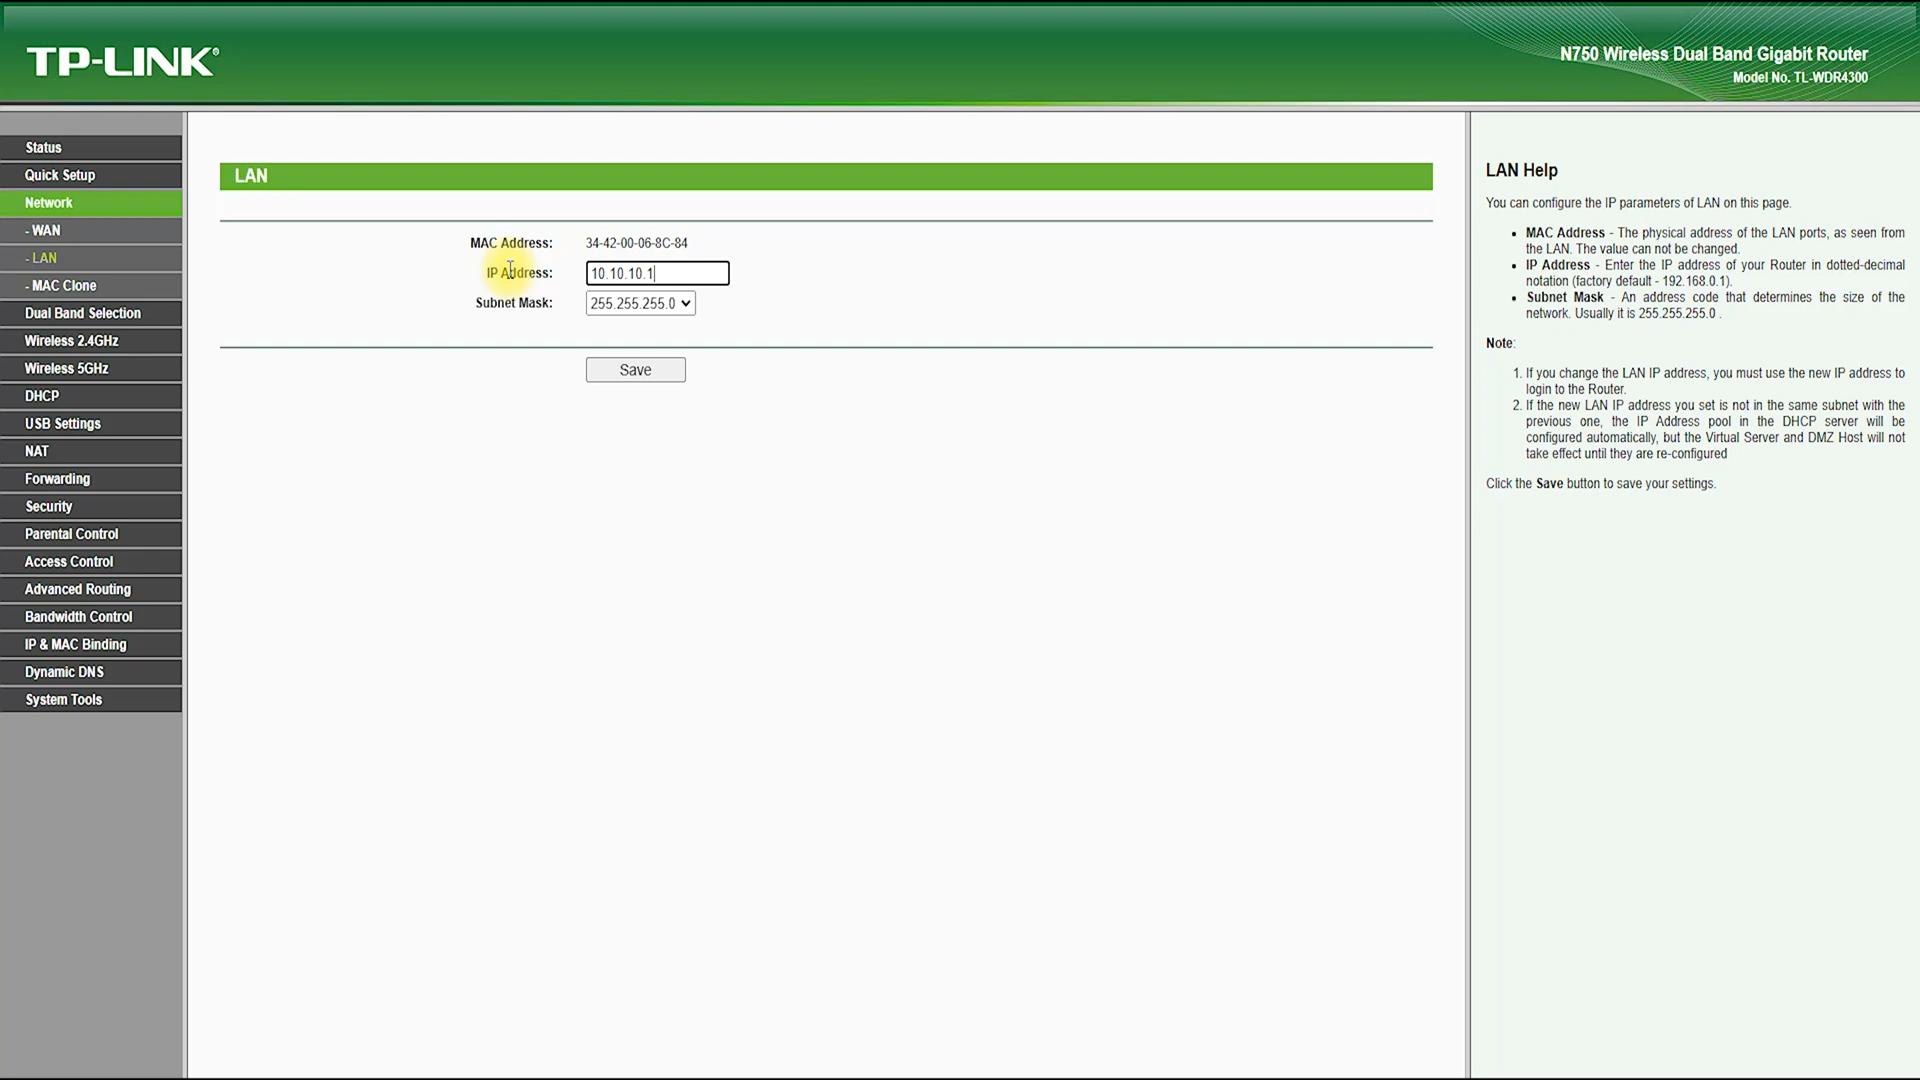 TP-LINK®
N750 Wireless Dual Band Gigabit Router
Model No. TL-WDR4300
Status
Quick Setup
Network
- WAN
- LAN
- MAC Clone
Dual Band Selection
Wireless 2.4GHz
Wireless 5GHz
DHCP
USB Settings
NAT
Forwarding
Security
Parental Control
Access Control
Advanced Routing
Bandwidth Control
IP & MAC Binding
Dynamic DNS
System Tools
LAN
MAC Address: 34-42-00-06-8C-84
IP Address: 10.10.10.1
Subnet Mask: 255.255.255.0
Save
LAN Help
You can configure the IP parameters of LAN on this page.
• MAC Address - The physical address of the LAN ports, as seen from
the LAN. The value can not be changed.
• IP Address - Enter the IP address of your Router in dotted-decimal
notation (factory default - 192.168.0.1).
• Subnet Mask - An address code that determines the size of the
network. Usually it is 255.255.255.0 .
Note:
1. If you change the LAN IP address, you must use the new IP address to
login to the Router.
2. If the new LAN IP address you set is not in the same subnet with the
previous one, the IP Address pool in the DHCP server will be
configured automatically, but the Virtual Server and DMZ Host will not
take effect until they are re-configured
Click the Save button to save your settings.